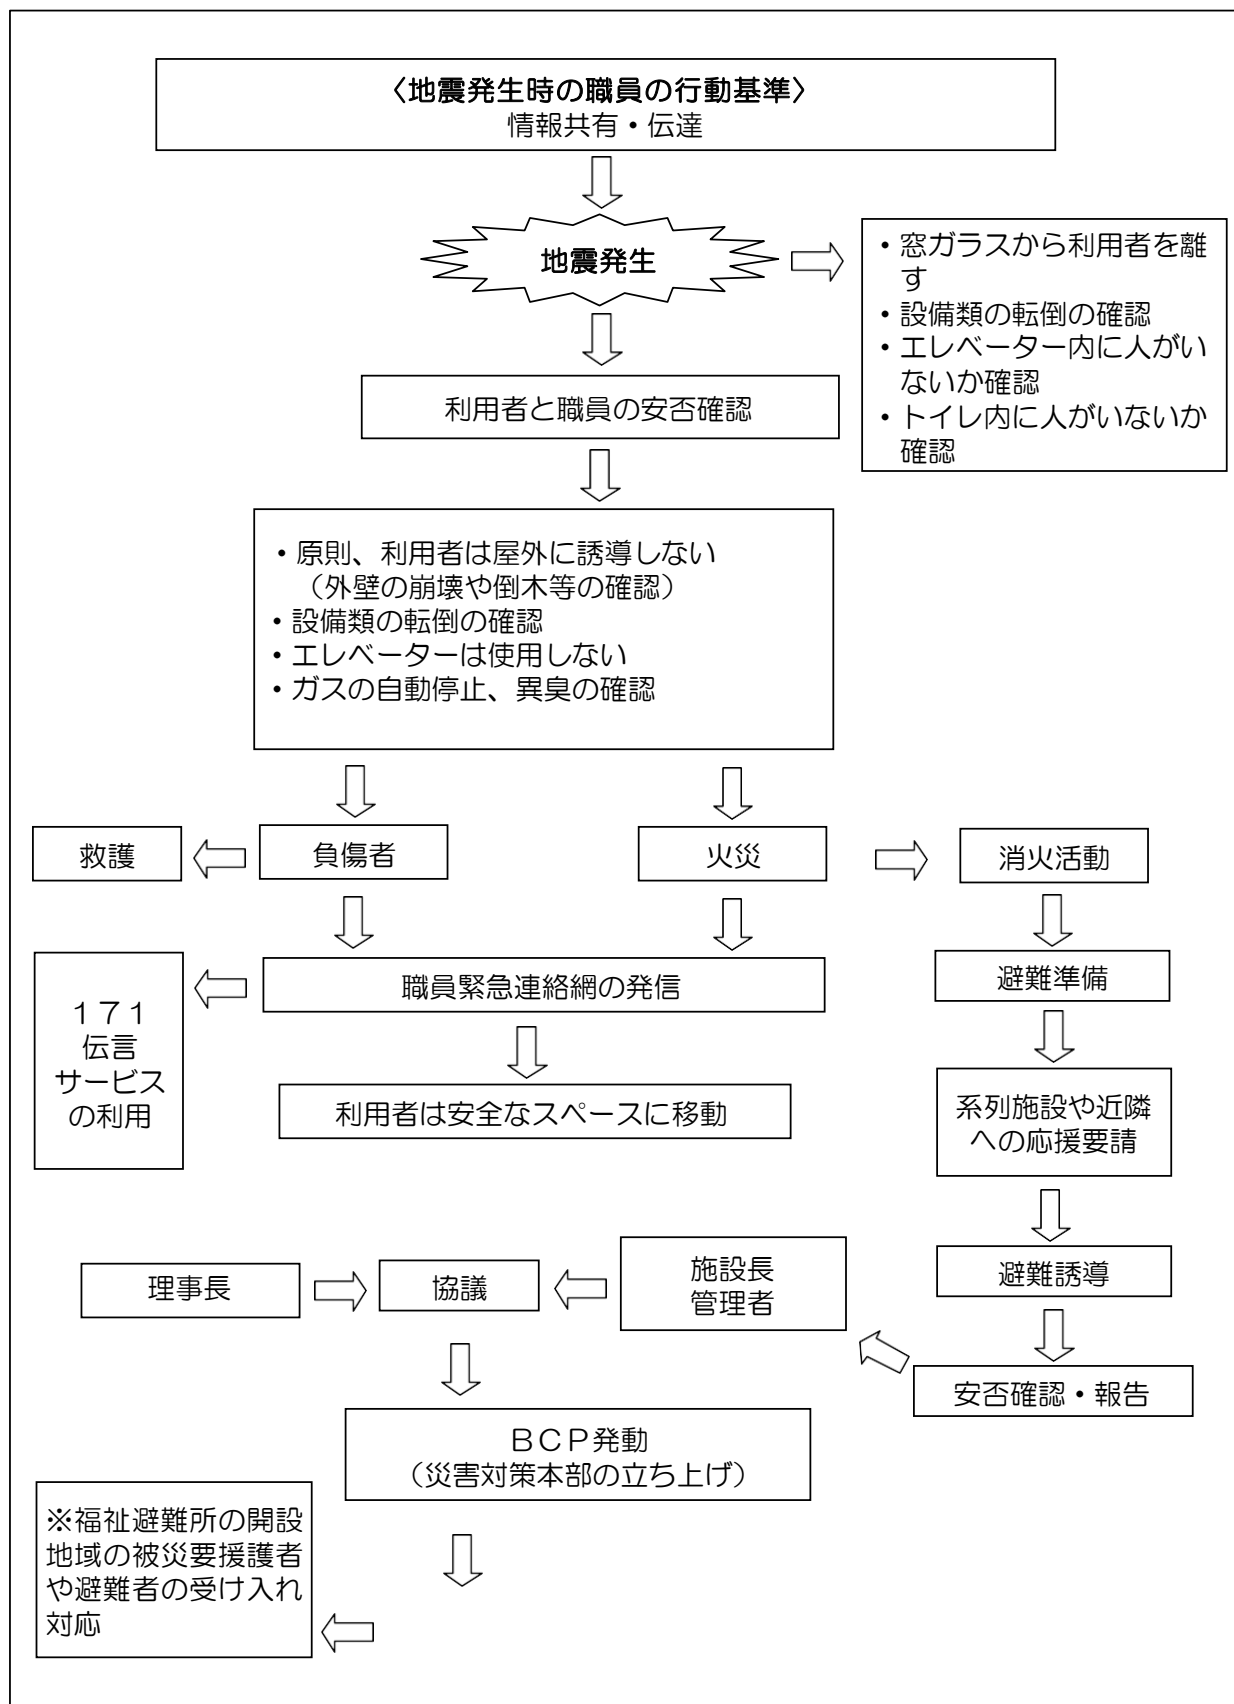 〈地震発生時の職員の行動基準〉
情報共有・伝達
地震発生
・窓ガラスから利用者を離
す
・設備類の転倒の確認
・エレベーター内に人がい
ないか確認
・トイレ内に人がいないか
確認
利用者と職員の安否確認
・原則、利用者は屋外に誘導しない
（外壁の崩壊や倒木等の確認）
・設備類の転倒の確認
・エレベーターは使用しない
・ガスの自動停止、異臭の確認
救護
負傷者
火災
消火活動
職員緊急連絡網の発信
避難準備
１７１
伝言
サービス
の利用
利用者は安全なスペースに移動
系列施設や近隣
への応援要請
理事長
協議
施設長
管理者
避難誘導
安否確認・報告
ＢＣＰ発動
（災害対策本部の立ち上げ）
※福祉避難所の開設
地域の被災要援護者
や避難者の受け入れ
対応